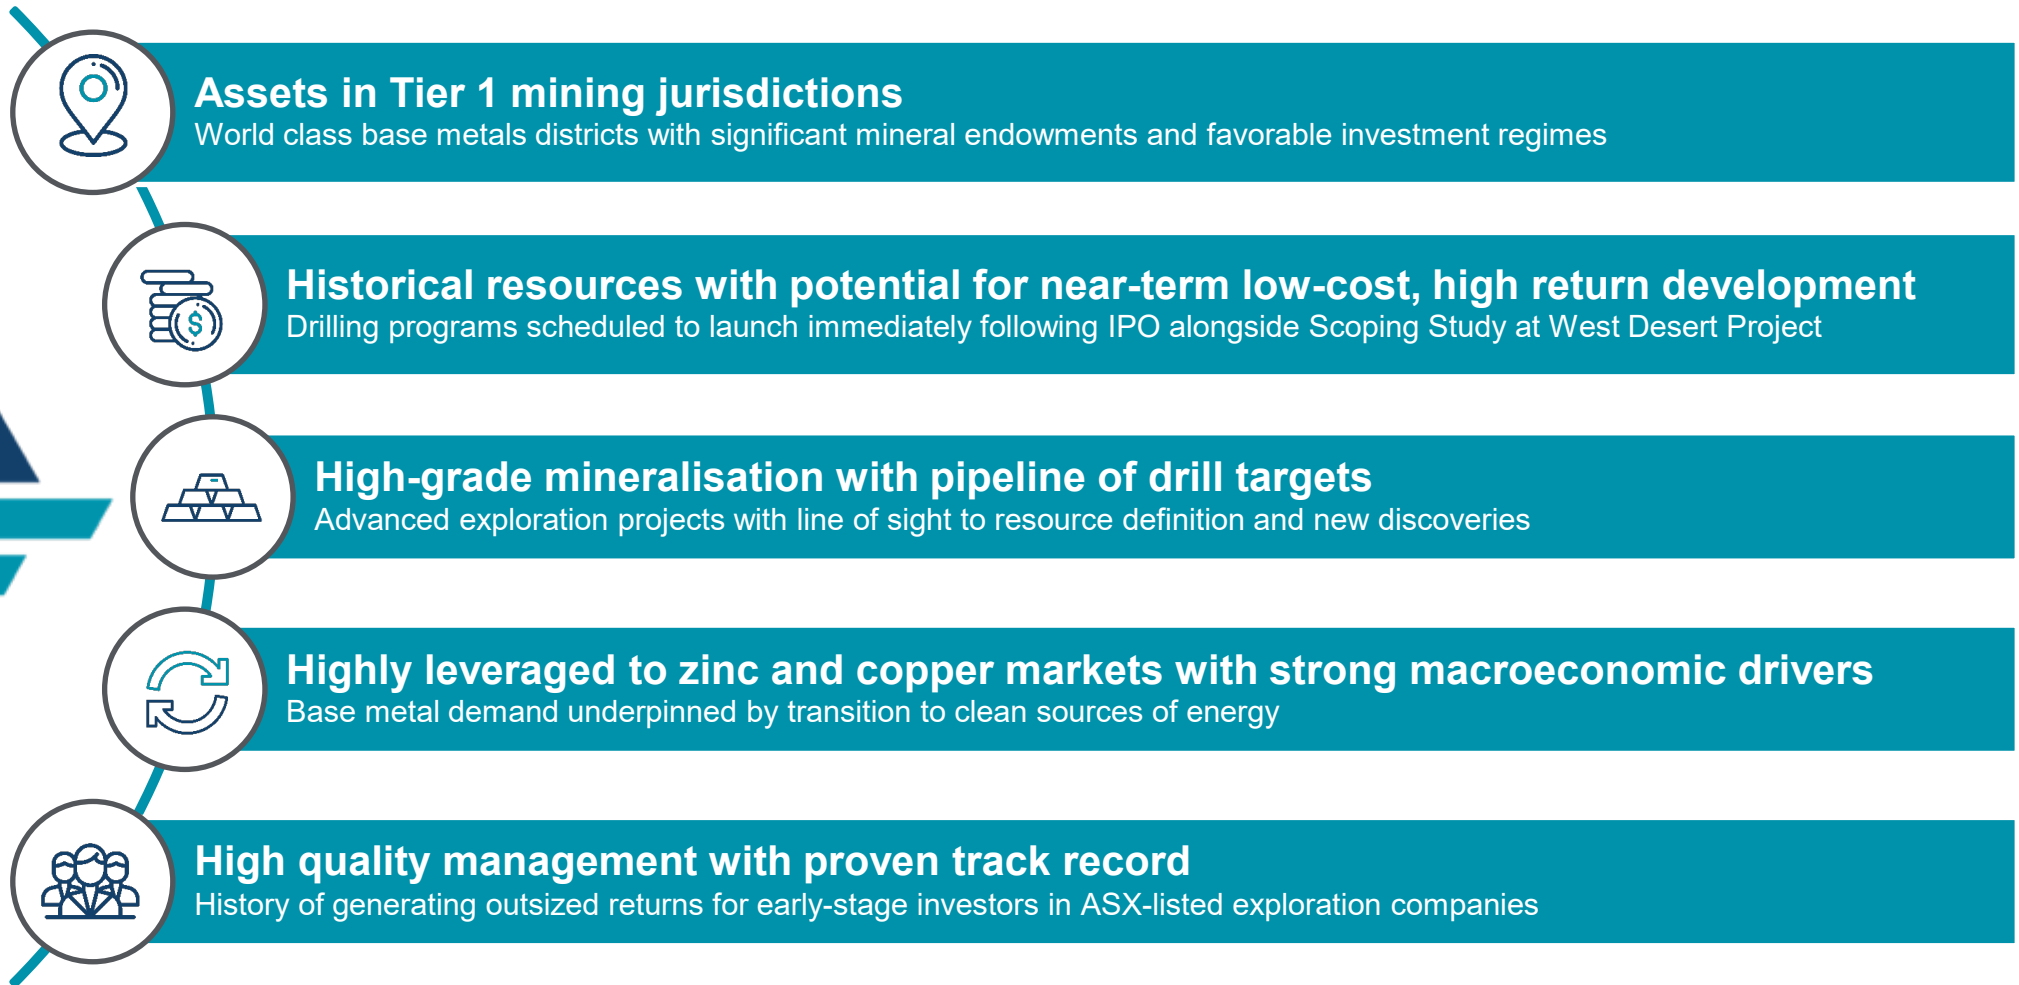 Assets in Tier 1 mining jurisdictions
World class base metals districts with significant mineral endowments and favorable investment regimes
Historical resources with potential for near-term low-cost, high return development
Drilling programs scheduled to launch immediately following IPO alongside Scoping Study at West Desert Project
High-grade mineralisation with pipeline of drill targets
Advanced exploration projects with line of sight to resource definition and new discoveries
Highly leveraged to zinc and copper markets with strong macroeconomic drivers
Base metal demand underpinned by transition to clean sources of energy
High quality management with proven track record
History of generating outsized returns for early-stage investors in ASX-listed exploration companies